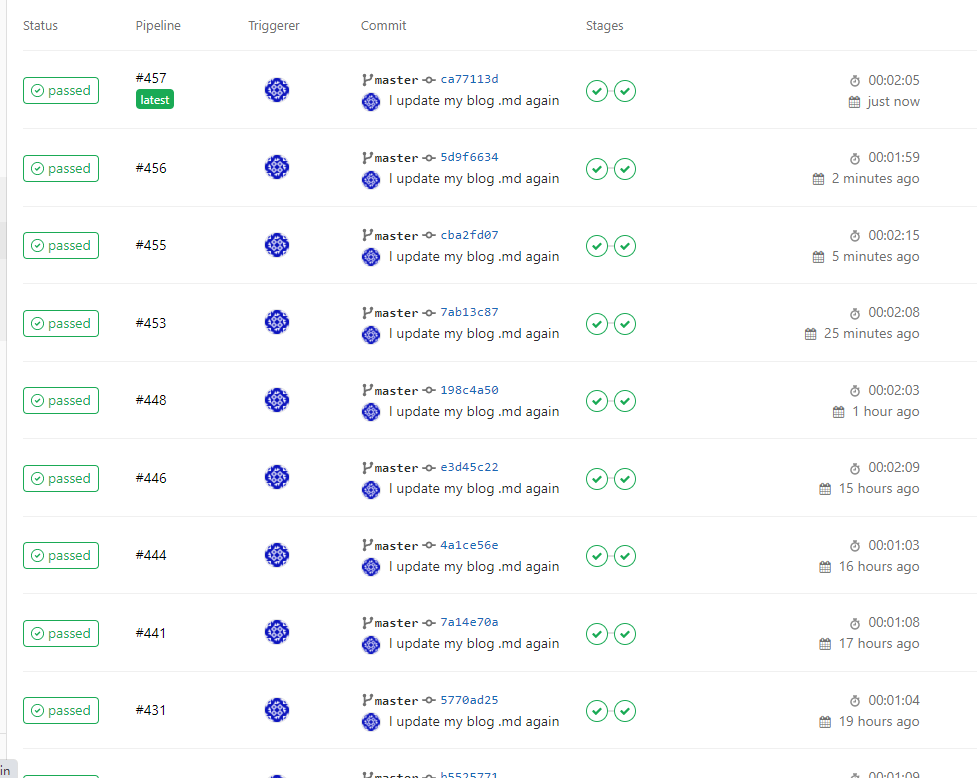 Status Pipeline Triggerer Commit Stages
passed #457 master ca77113d 00:02:05
latest I update my blog .md again just now
passed #456 master 5d9f6634 00:01:59
I update my blog .md again 2 minutes ago
passed #455 master cba2fd07 00:02:15
I update my blog .md again 5 minutes ago
passed #453 master 7ab13c87 00:02:08
I update my blog .md again 25 minutes ago
passed #448 master 198c4a50 00:02:03
I update my blog .md again 1 hour ago
passed #446 master e3d45c22 00:02:09
I update my blog .md again 15 hours ago
passed #444 master 4a1ce56e 00:01:03
I update my blog .md again 16 hours ago
passed #441 master 7a14e70a 00:01:08
I update my blog .md again 17 hours ago
passed #431 master 5770ad25 00:01:04
I update my blog .md again 19 hours ago
in master b5525771 00:01:09